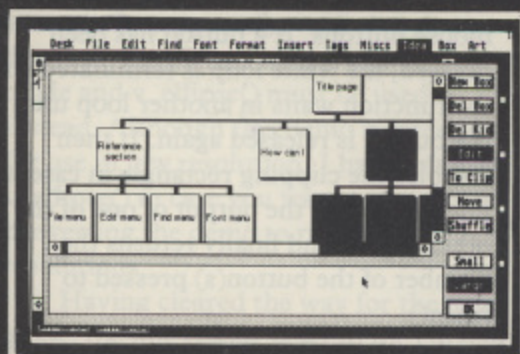 Desk File Edit Find Font Format Insert Tags Miscs Idea Box Art
Title page
New Box
Del Box
Reference section
How can I
Del Kid
Edit
To Clip
File menu Edit menu Find menu Font menu
Move
Shuffle
Small
Large
OK